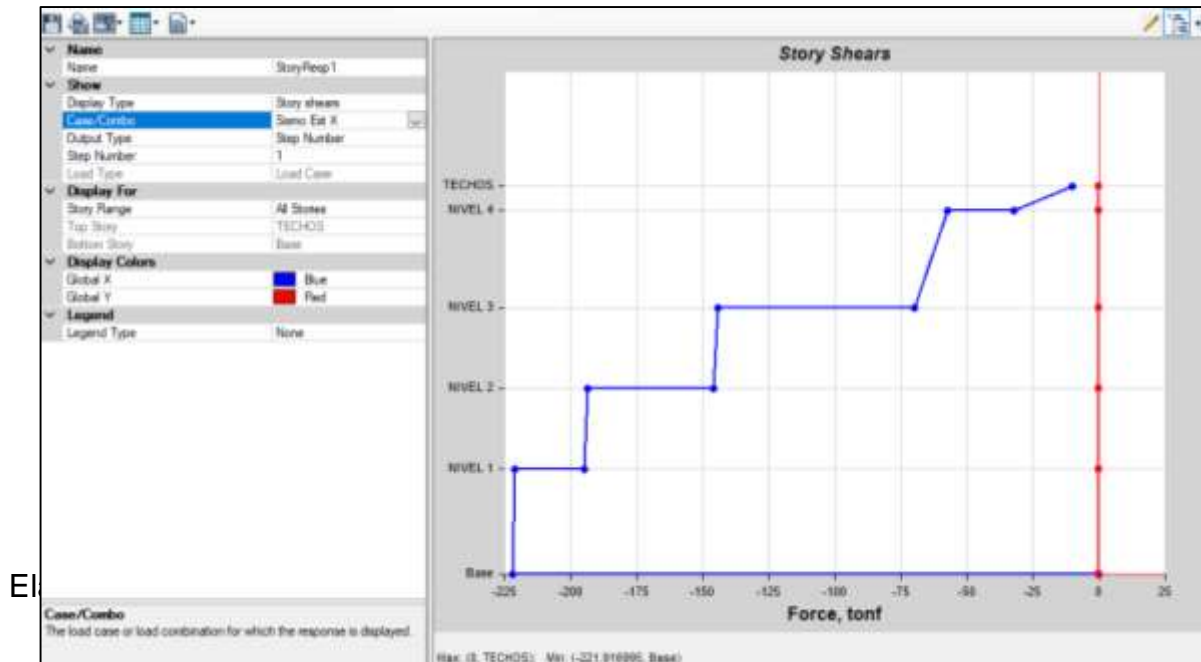 Name
Name StoryResp1
Show
Display Type Story shears
Case/Combo Sismo Est X
Output Type Step Number
Step Number 1
Load Type Load Case
Display For
Story Range All Stories
Top Story TECHOS
Bottom Story Base
Display Colors
Global X Blue
Global Y Red
Legend
Legend Type None
Case/Combo
The load case or load combination for which the response is displayed.
Story Shears
TECHOS
NIVEL 4
NIVEL 3
NIVEL 2
NIVEL 1
Base
-225 -200 -175 -150 -125 -100 -75 -50 -25 0 25
Force, tonf
Max: (0, TECHOS); Min: (-221.916995, Base)